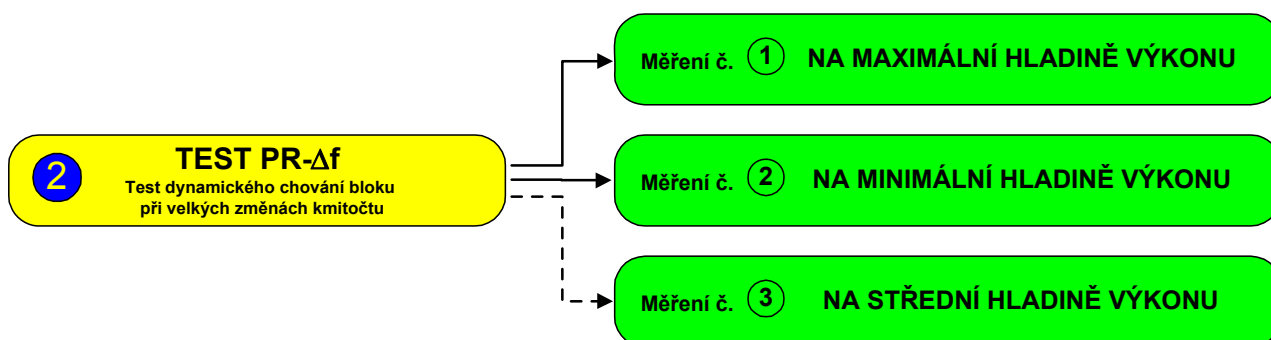 Měření č. 1 NA MAXIMÁLNÍ HLADINĚ VÝKONU
2 TEST PR-Δf
Test dynamického chování bloku
při velkých změnách kmitočtu
Měření č. 2 NA MINIMÁLNÍ HLADINĚ VÝKONU
Měření č. 3 NA STŘEDNÍ HLADINĚ VÝKONU